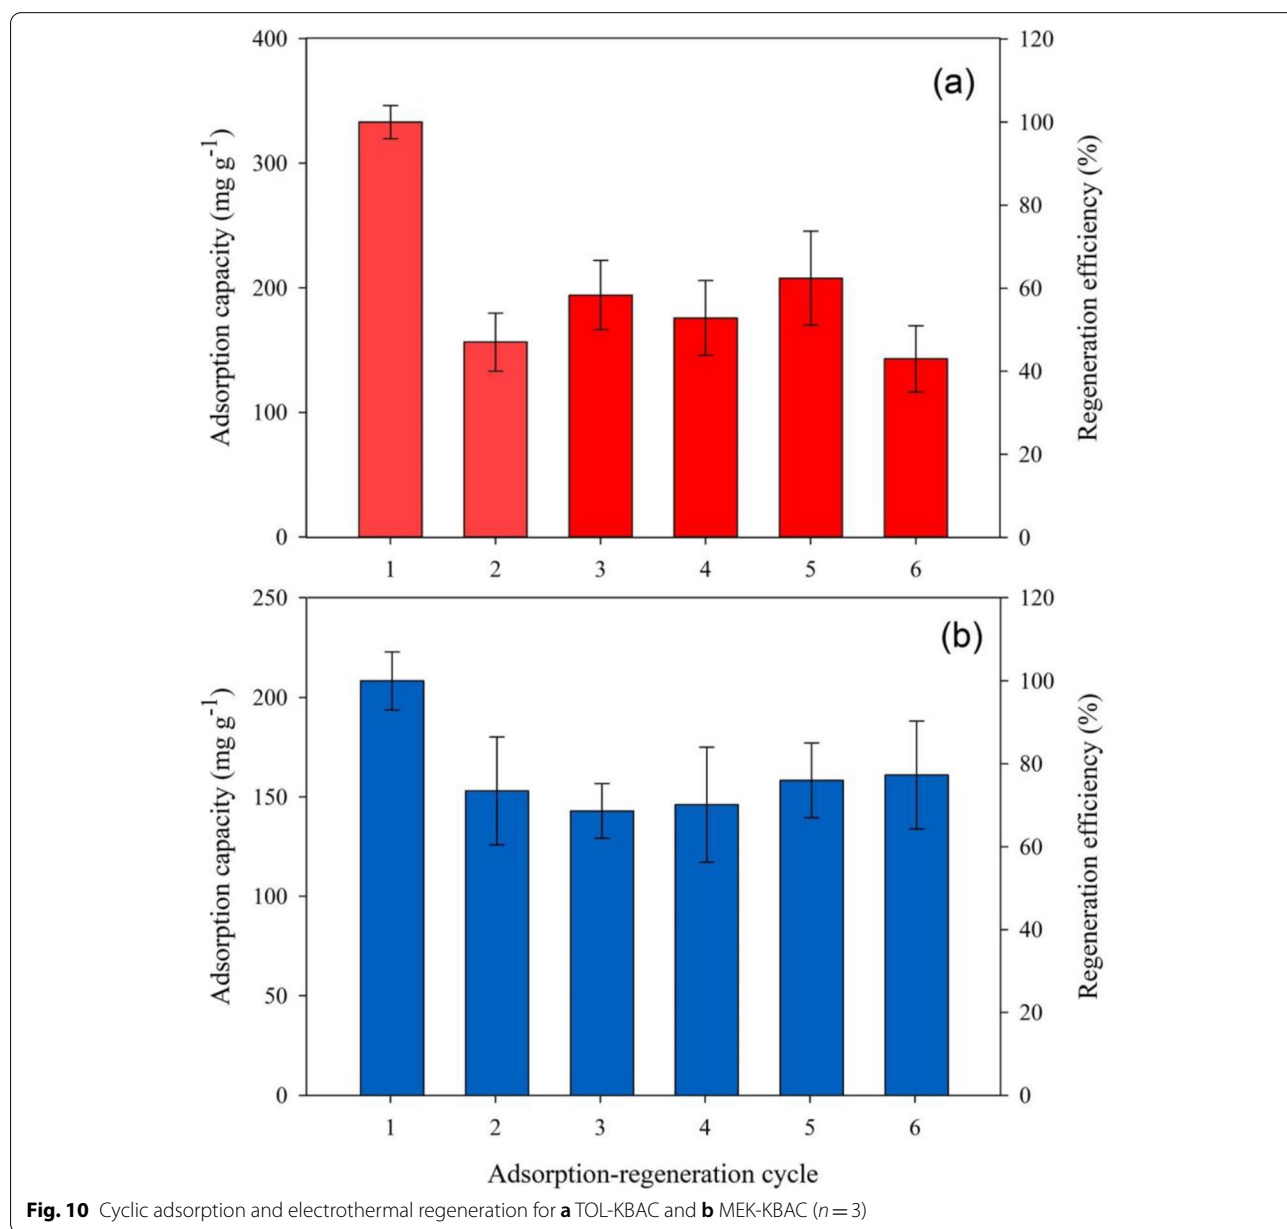 (a)
Adsorption capacity (mg g⁻¹)
400
300
200
100
0
Regeneration efficiency (%)
120
100
80
60
40
20
0
1 2 3 4 5 6
(b)
Adsorption capacity (mg g⁻¹)
250
200
150
100
50
0
Regeneration efficiency (%)
120
100
80
60
40
20
0
1 2 3 4 5 6
Adsorption-regeneration cycle
Fig. 10 Cyclic adsorption and electrothermal regeneration for a TOL-KBAC and b MEK-KBAC (n = 3)